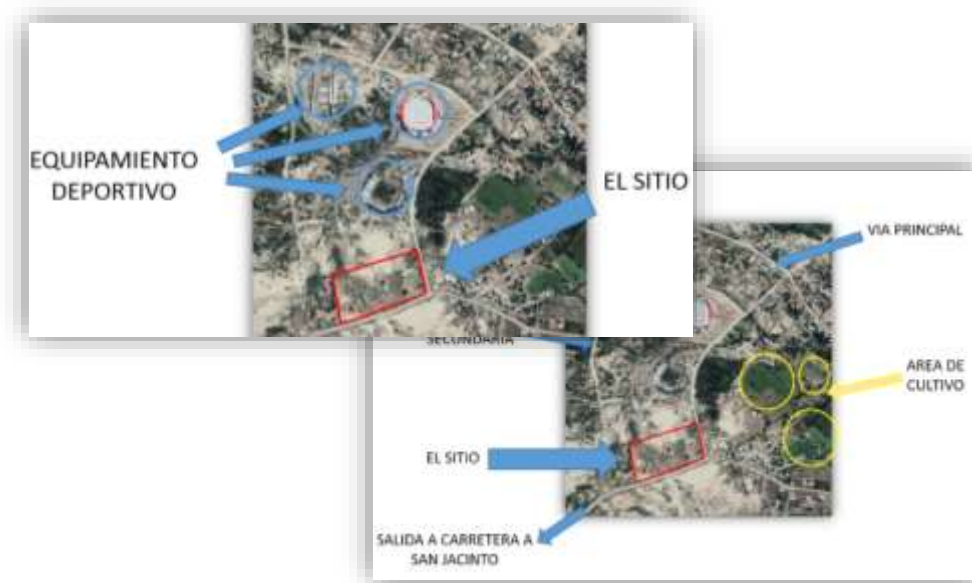 EQUIPAMIENTO
DEPORTIVO
EL SITIO
VIA PRINCIPAL
SECUNDARIA
AREA DE
CULTIVO
EL SITIO
SALIDA A CARRETERA A
SAN JACINTO